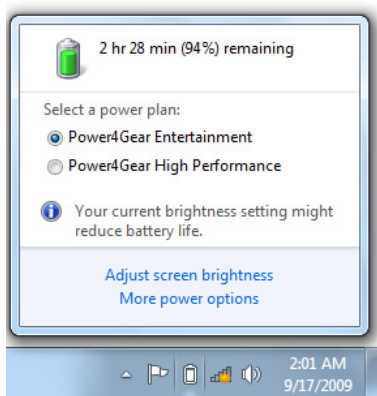 2 hr 28 min (94%) remaining
Select a power plan:
Power4Gear Entertainment
Power4Gear High Performance
Your current brightness setting might
reduce battery life.
Adjust screen brightness
More power options
2:01 AM
9/17/2009